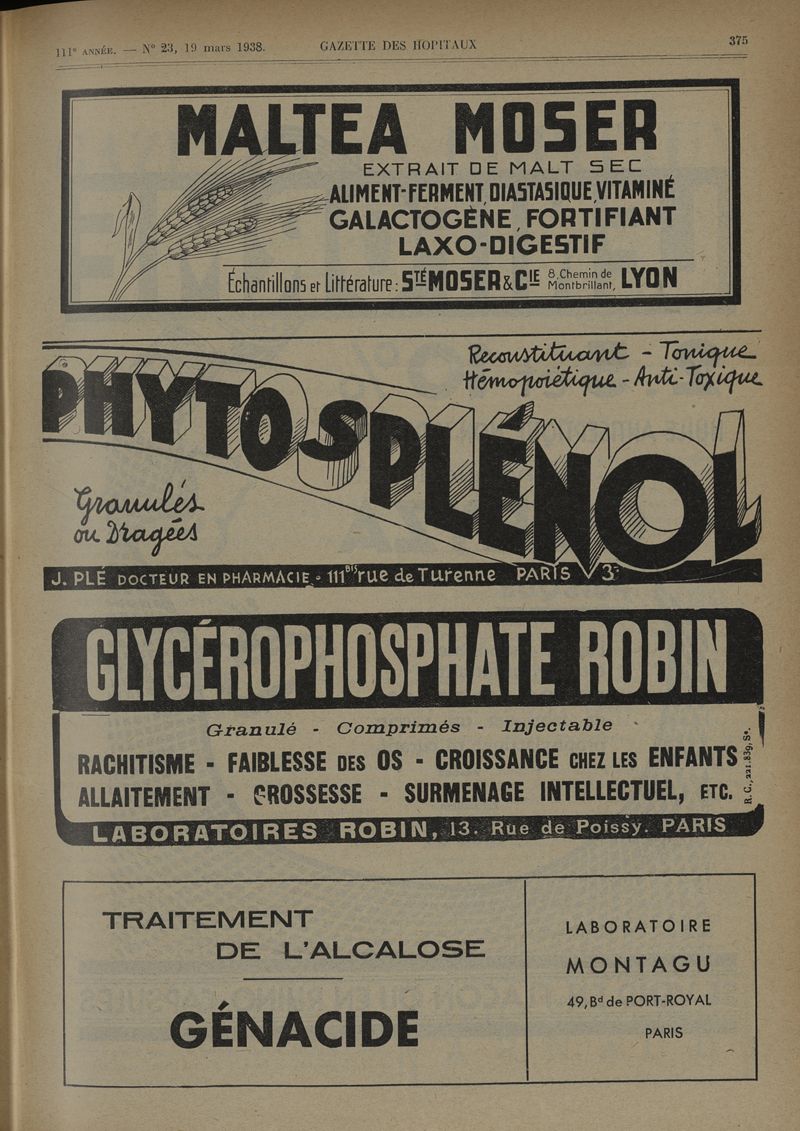 111e ANNÉE. — No 23, 19 mars 1938. GAZETTE DES HOPITAUX 375
MALTEA MOSER
EXTRAIT DE MALT SEC
ALIMENT-FERMENT, DIASTASIQUE, VITAMINÉ
GALACTOGÈNE, FORTIFIANT
LAXO-DIGESTIF
Échantillons et Littérature : STÉ MOSER & CIE 8, Chemin de Montbrillant, LYON
Reconstituant - Tonique
Hémopoiétique - Anti-Toxique
PHYTOSPLÉNOL
Granulés
ou Dragées
J. PLÉ DOCTEUR EN PHARMACIE - 111BIS rue de Turenne PARIS 3e
GLYCÉROPHOSPHATE ROBIN
Granulé - Comprimés - Injectable
RACHITISME - FAIBLESSE DES OS - CROISSANCE CHEZ LES ENFANTS
ALLAITEMENT - GROSSESSE - SURMENAGE INTELLECTUEL, ETC.
R. C., 221.839, Se.
LABORATOIRES ROBIN, 13. Rue de Poissy. PARIS
TRAITEMENT
DE L'ALCALOSE
GÉNACIDE
LABORATOIRE
MONTAGU
49, Bd de PORT-ROYAL
PARIS